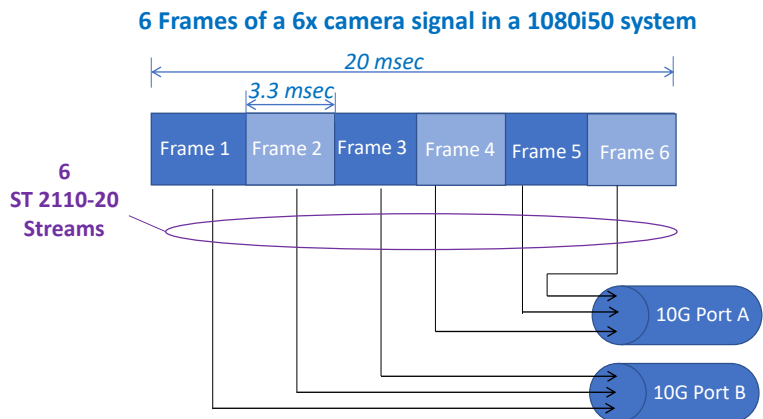 6 Frames of a 6x camera signal in a 1080i50 system
20 msec
3.3 msec
Frame 1
Frame 2
Frame 3
Frame 4
Frame 5
Frame 6
6
ST 2110-20
Streams
10G Port A
10G Port B